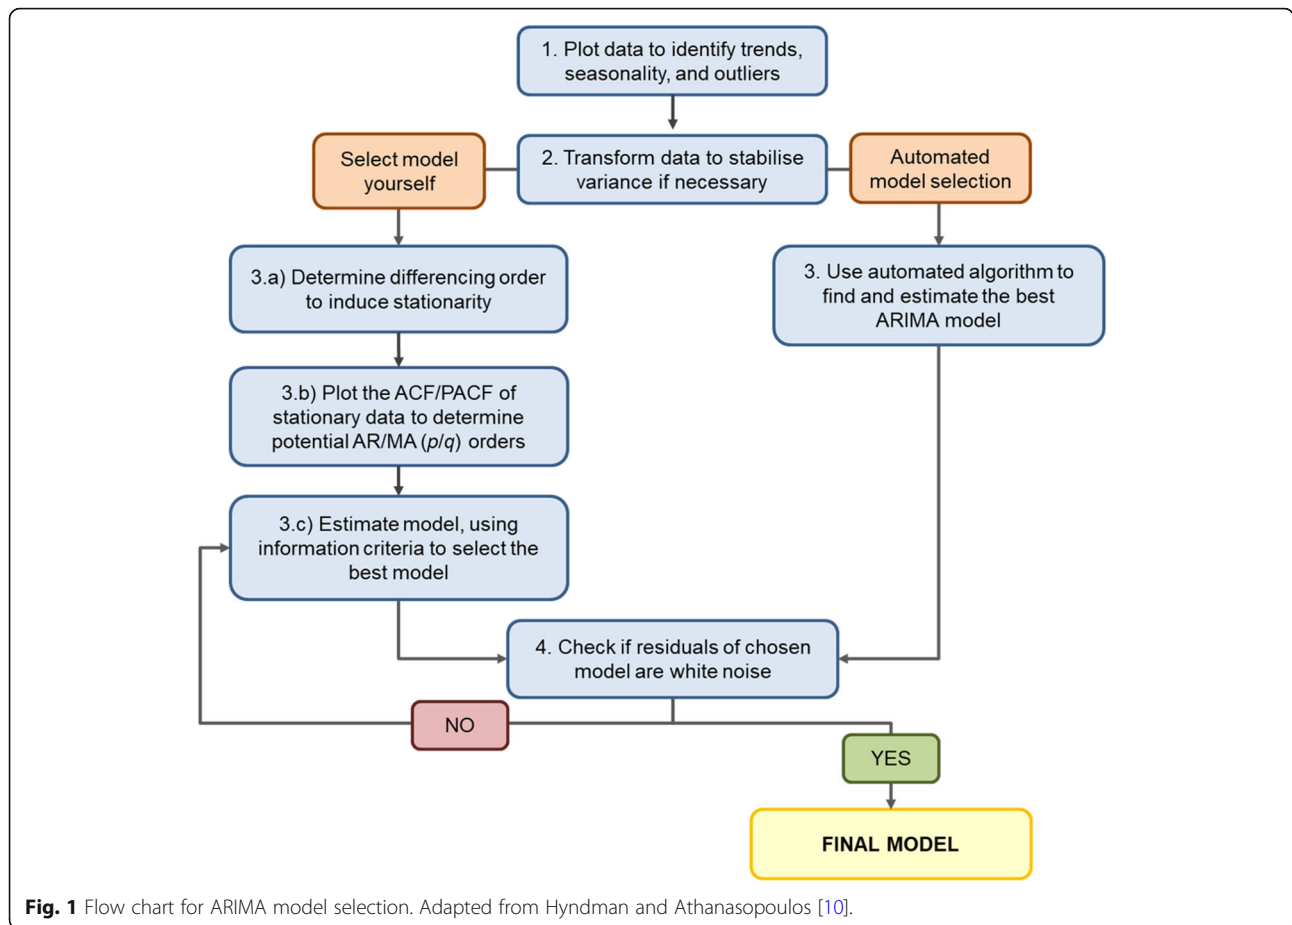 1. Plot data to identify trends,
seasonality, and outliers
Select model
yourself
2. Transform data to stabilise
variance if necessary
Automated
model selection
3.a) Determine differencing order
to induce stationarity
3. Use automated algorithm to
find and estimate the best
ARIMA model
3.b) Plot the ACF/PACF of
stationary data to determine
potential AR/MA (p/q) orders
3.c) Estimate model, using
information criteria to select the
best model
4. Check if residuals of chosen
model are white noise
NO
YES
FINAL MODEL
Fig. 1 Flow chart for ARIMA model selection. Adapted from Hyndman and Athanasopoulos [10].